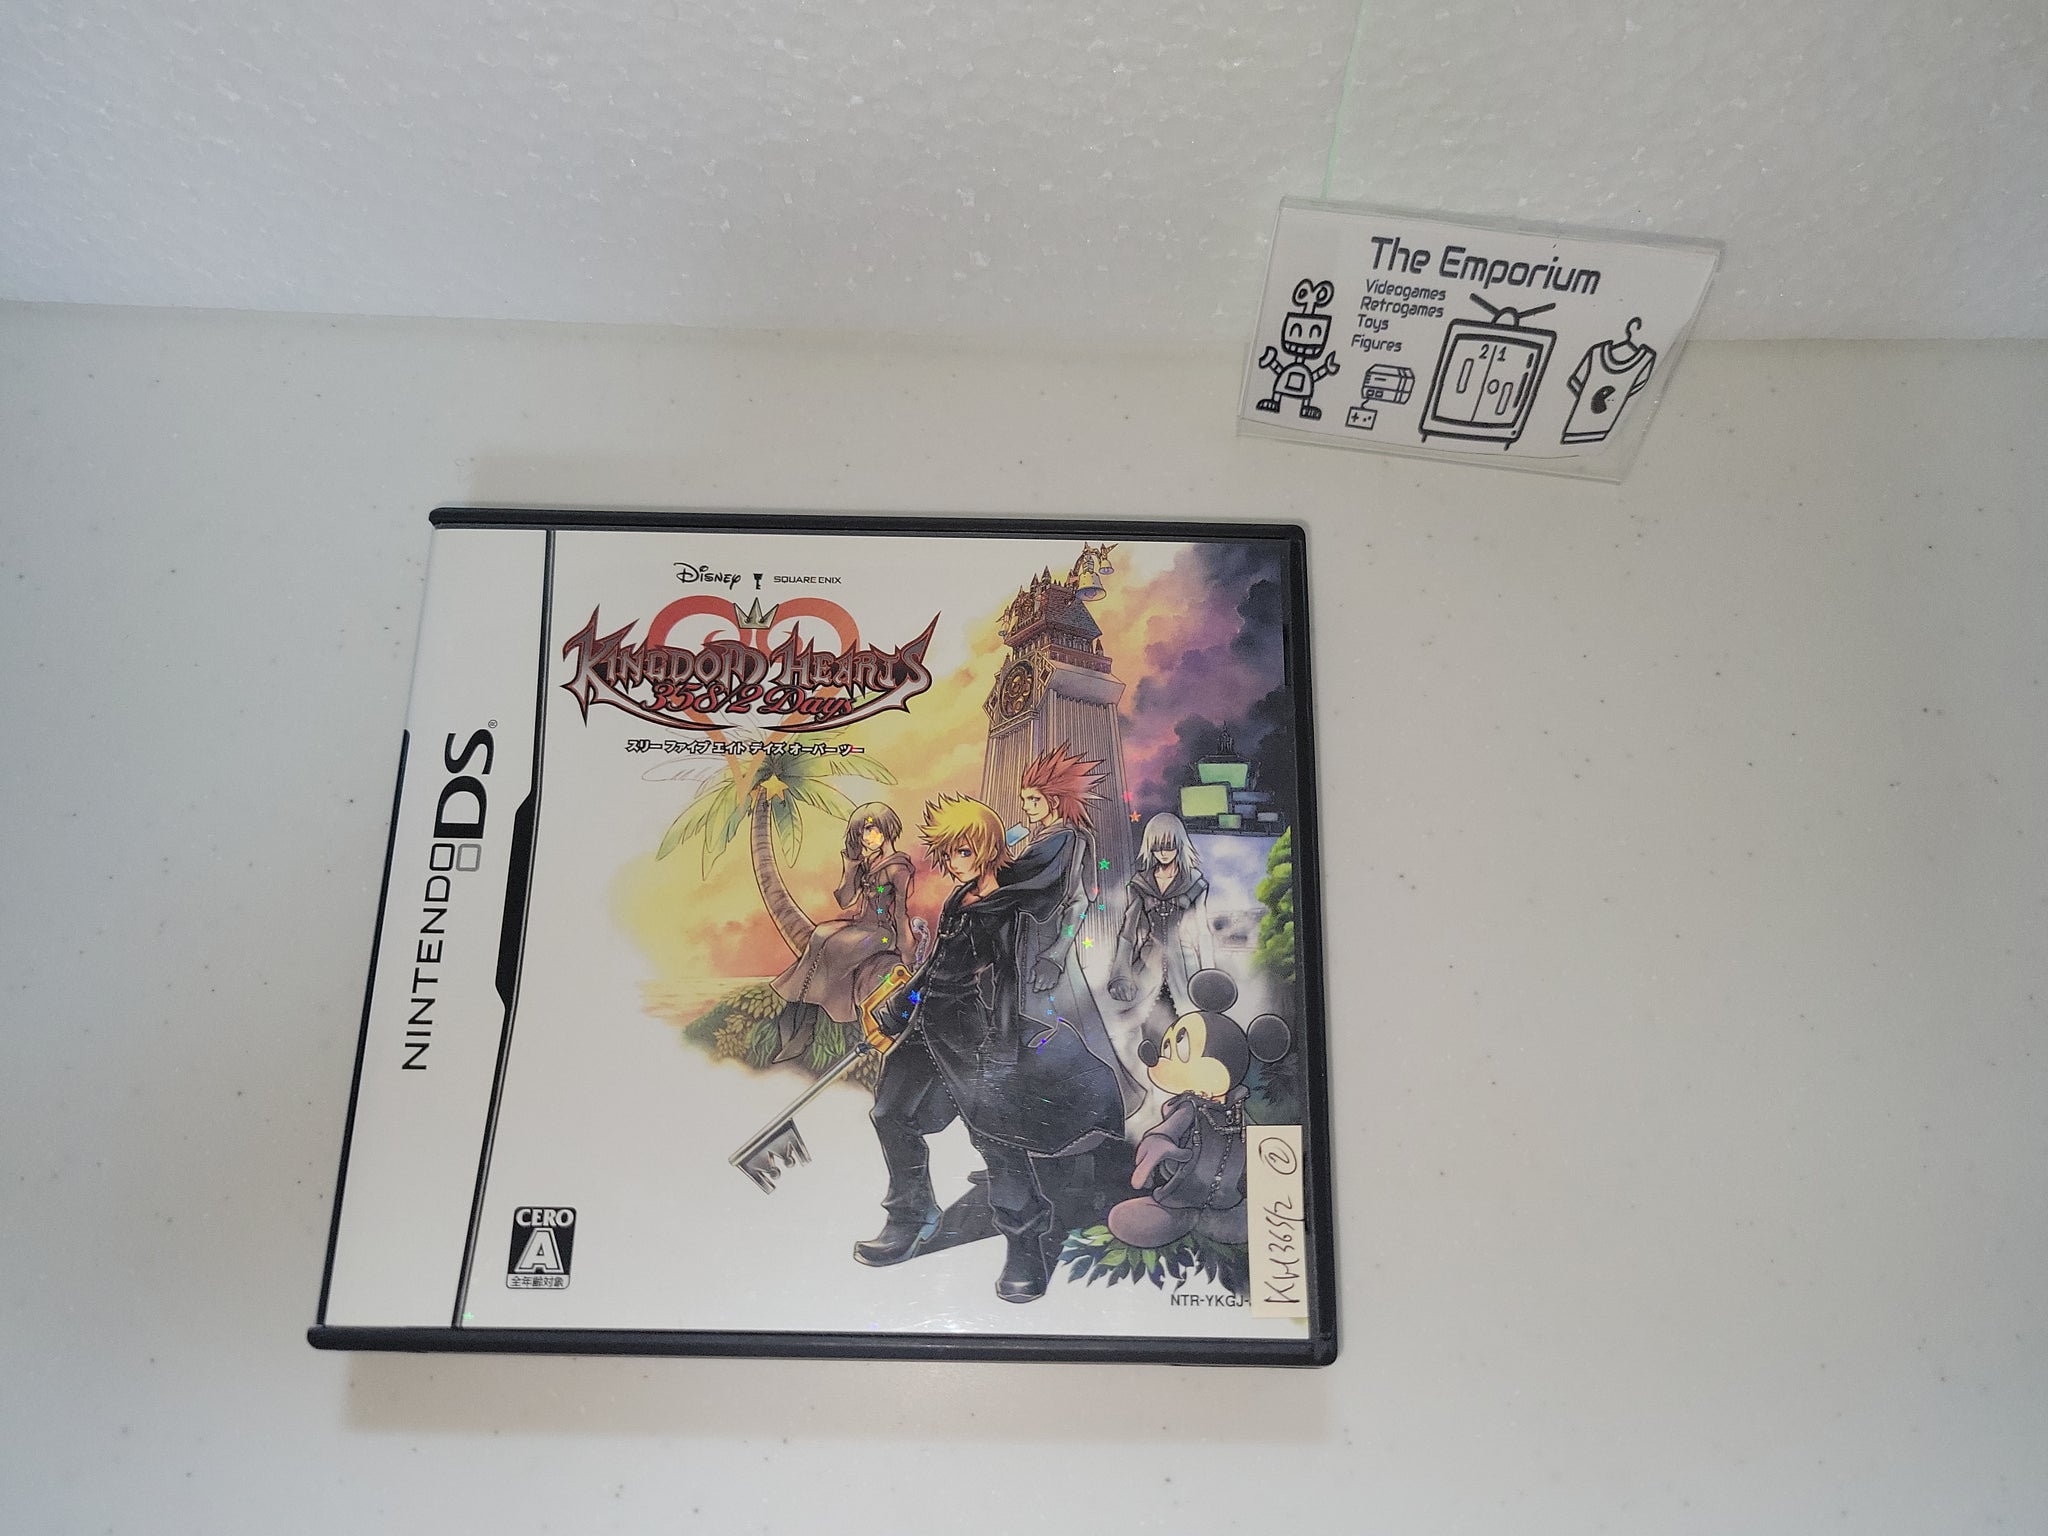 The Emporium
Videogames
Retrogames
Toys
Figures
2 1
Disney SQUARE ENIX
KINGDOM HEARTS
358/2 Days
スリー ファイブ エイト デイズ オーバー ツー
NINTENDO DS®
CERO
A
全年齢対象
NTR-YKGJ-
KH365/2 ②